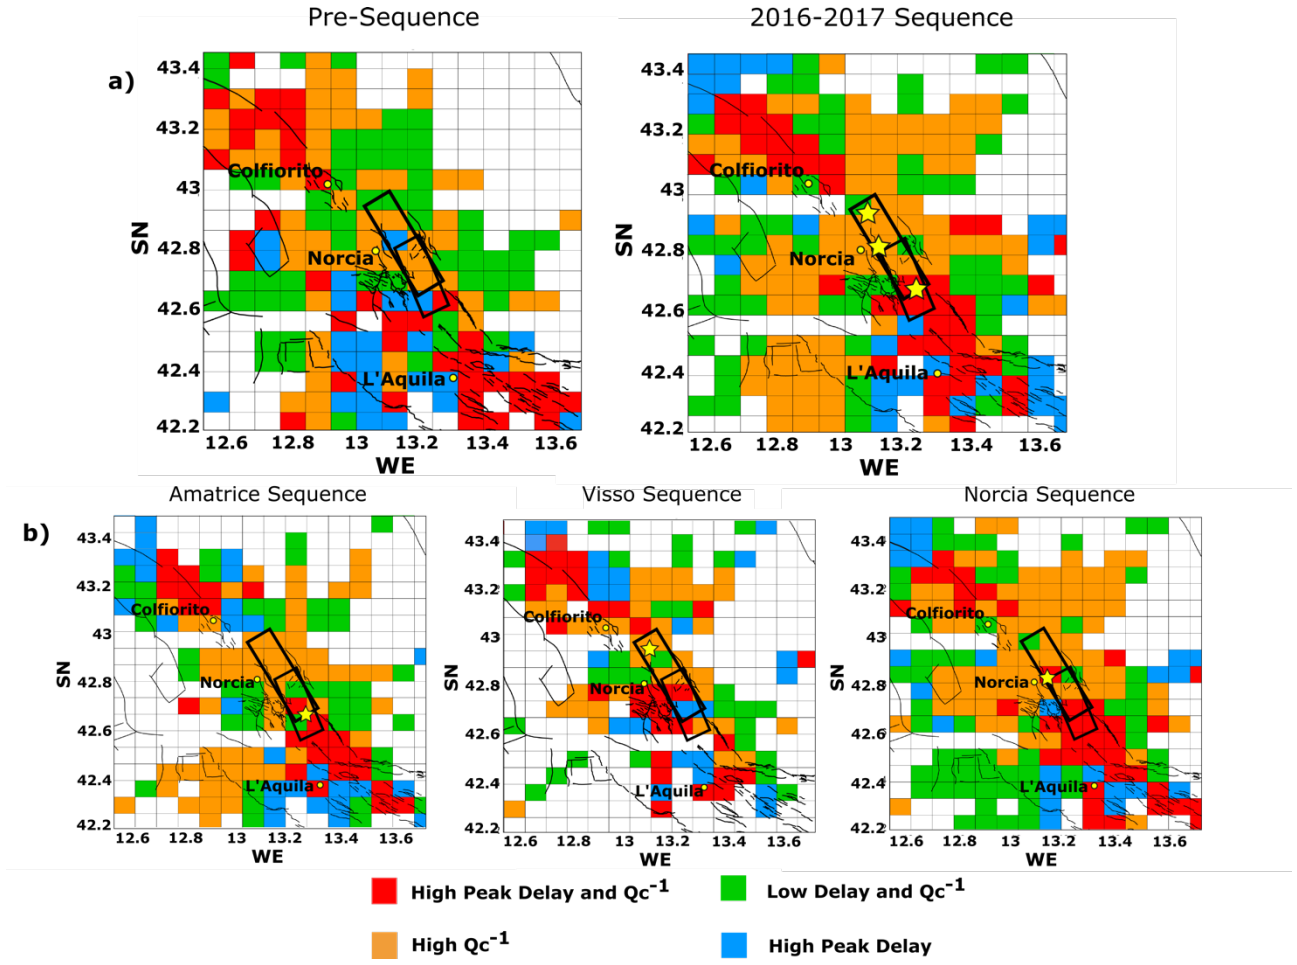 Pre-Sequence
2016-2017 Sequence
a)
43.4
43.2
43
42.8
42.6
42.4
42.2
SN
Colfiorito
Norcia
L'Aquila
12.6 12.8 13 13.2 13.4 13.6
WE
43.4
43.2
43
42.8
42.6
42.4
42.2
SN
Colfiorito
Norcia
L'Aquila
12.6 12.8 13 13.2 13.4 13.6
WE
b)
Amatrice Sequence
Visso Sequence
Norcia Sequence
43.4
43.2
43
42.8
42.6
42.4
42.2
SN
Colfiorito
Norcia
L'Aquila
12.6 12.8 13 13.2 13.4 13.6
WE
43.4
43.2
43
42.8
42.6
42.4
42.2
SN
Colfiorito
Norcia
L'Aquila
12.6 12.8 13 13.2 13.4 13.6
WE
43.4
43.2
43
42.8
42.6
42.4
42.2
SN
Colfiorito
Norcia
L'Aquila
12.6 12.8 13 13.2 13.4 13.6
WE
High Peak Delay and Qc⁻¹
Low Delay and Qc⁻¹
High Qc⁻¹
High Peak Delay